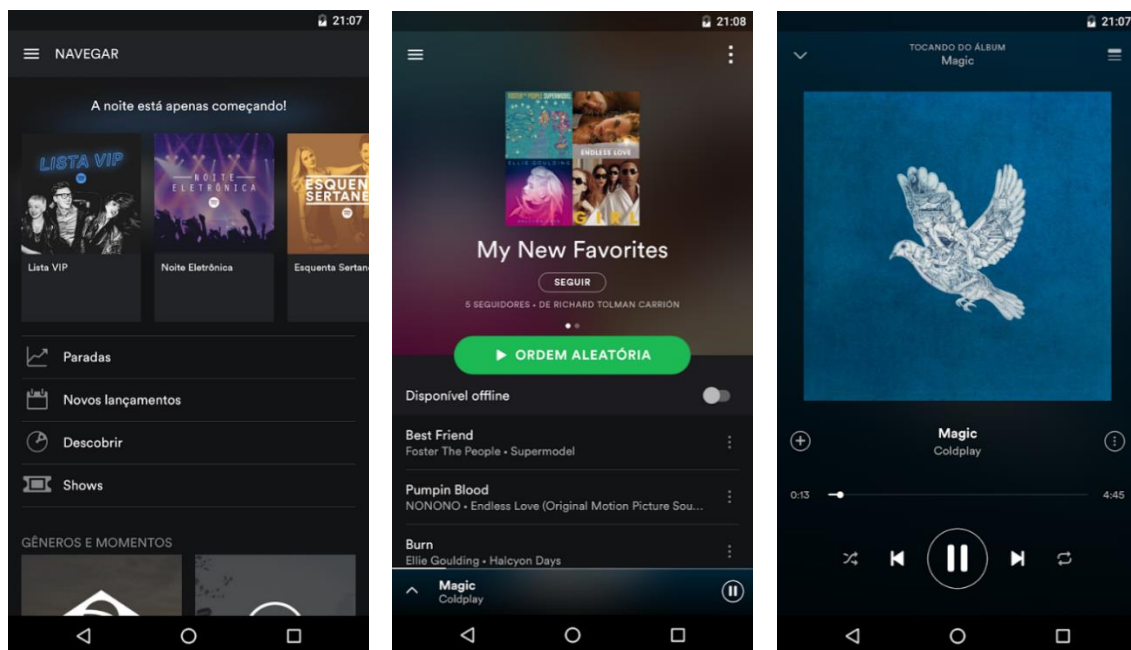 21:07
NAVEGAR
A noite está apenas começando!
LISTA VIP
NOITE
ELETRÔNICA
ESQUEN
SERTANE
Lista VIP
Noite Eletrônica
Esquenta Sertan
Paradas
Novos lançamentos
Descobrir
Shows
GÊNEROS E MOMENTOS
21:08
FOSTER THE PEOPLE SUPERMODEL
ENDLESS LOVE
ELLIE GOULDING
GIRL
My New Favorites
SEGUIR
5 SEGUIDORES • DE RICHARD TOLMAN CARRIÓN
ORDEM ALEATÓRIA
Disponível offline
Best Friend
Foster The People • Supermodel
Pumpin Blood
NONONO • Endless Love (Original Motion Picture Sou...
Burn
Ellie Goulding • Halcyon Days
Magic
Coldplay
21:07
TOCANDO DO ÁLBUM
Magic
Magic
Coldplay
0:13
4:45